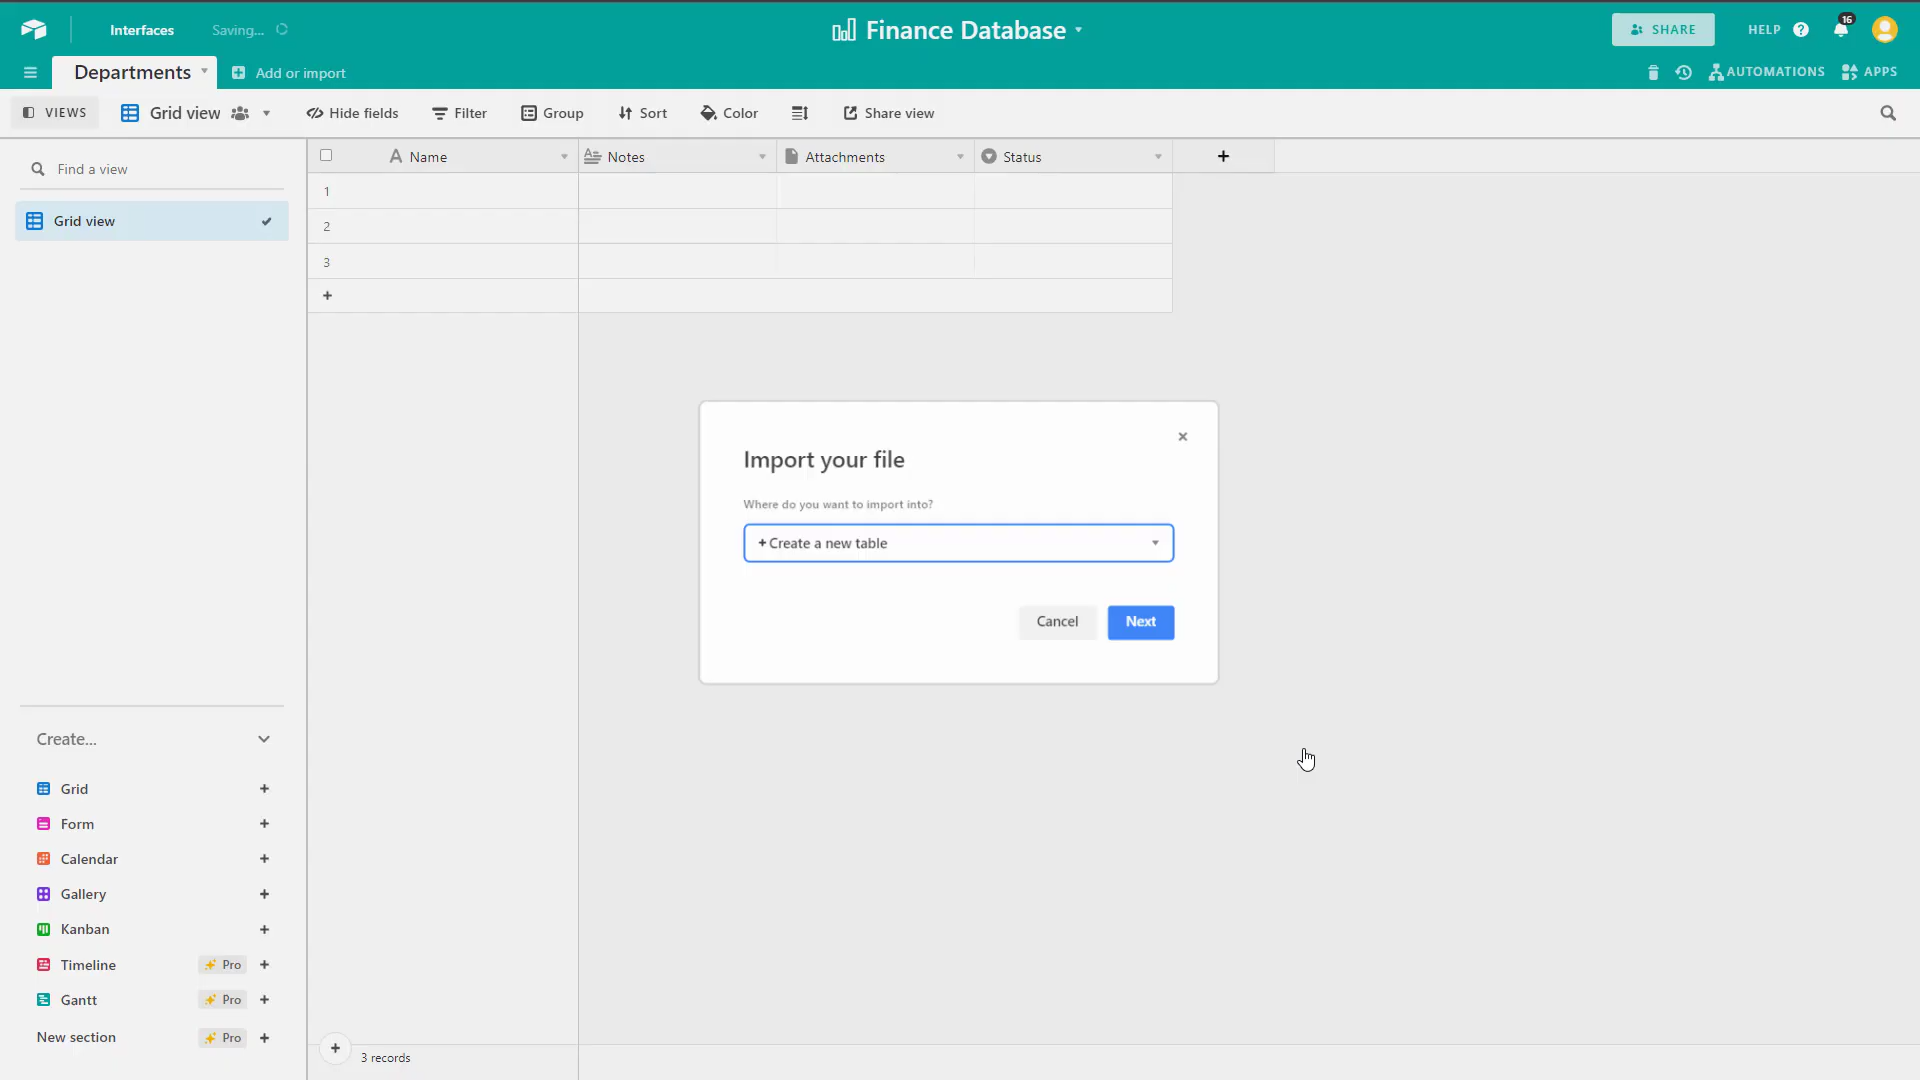 Interfaces Saving... Finance Database SHARE HELP 16
Departments Add or import AUTOMATIONS APPS
VIEWS Grid view Hide fields Filter Group Sort Color Share view
Find a view
Grid view
Name Notes Attachments Status
1
2
3
Import your file
Where do you want to import into?
+ Create a new table
Cancel Next
Create...
Grid
Form
Calendar
Gallery
Kanban
Timeline Pro
Gantt Pro
New section Pro
3 records